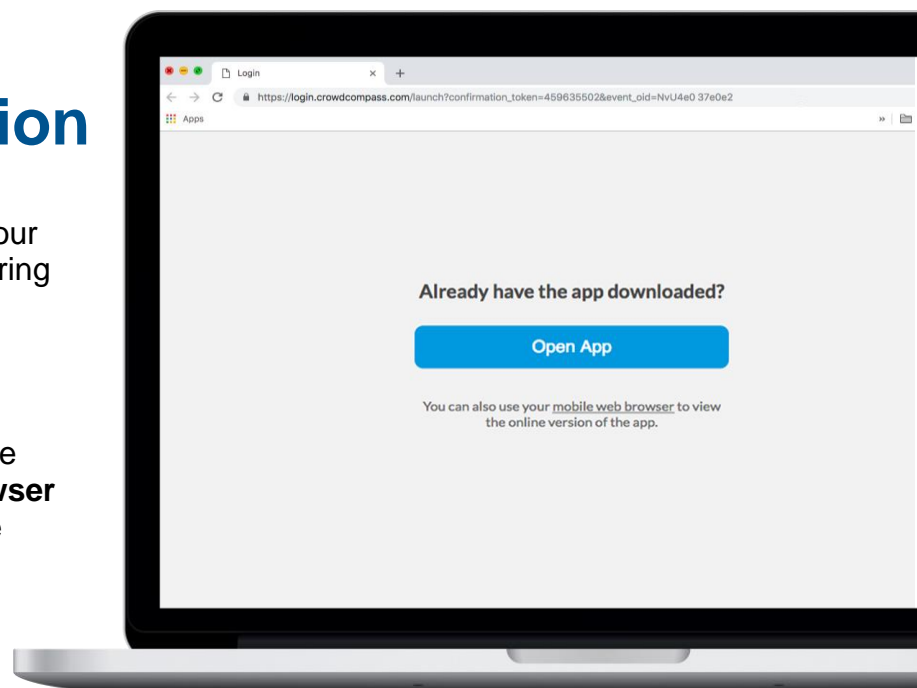 Login × +
https://login.crowdcompass.com/launch?confirmation_token=459635502&event_oid=NvU4e0 37e0e2
Apps »
ion
our
ring
Already have the app downloaded?
Open App
You can also use your mobile web browser to view
the online version of the app.
e
wser
e